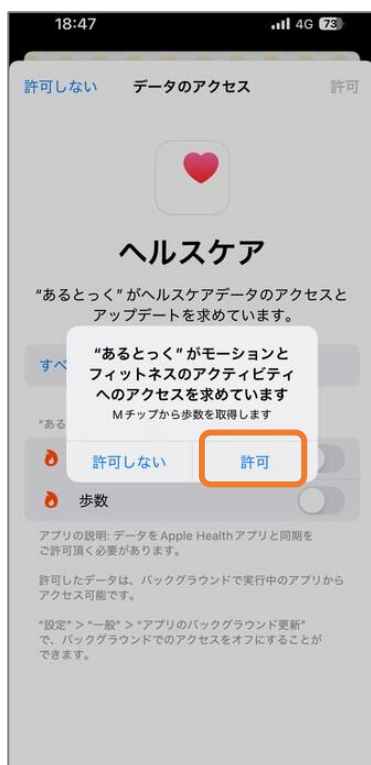 18:47 4G 73
許可しない データのアクセス 許可
ヘルスケア
“あるとっく”がヘルスケアデータのアクセスと
アップデートを求めています。
すべ
“あるとっく”がモーションと
フィットネスのアクティビティ
へのアクセスを求めています
Mチップから歩数を取得します
許可しない 許可
“ある
歩数
アプリの説明: データを Apple Health アプリと同期を
ご許可頂く必要があります。
許可したデータは、バックグラウンドで実行中のアプリから
アクセス可能です。
“設定” > “一般” > “アプリのバックグラウンド更新”
で、バックグラウンドでのアクセスをオフにすることが
できます。